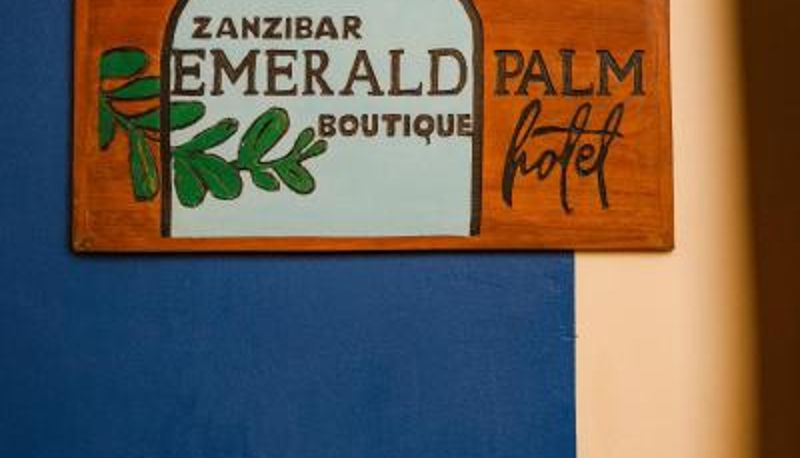 ZANZIBAR
EMERALD PALM
BOUTIQUE
hotel